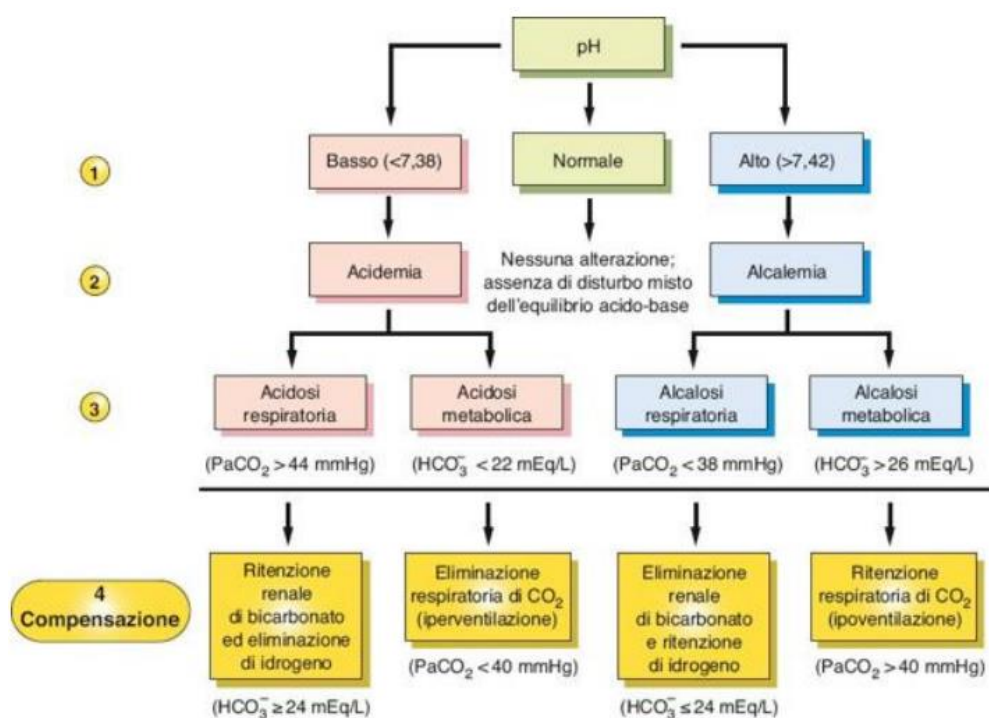 pH
1
Basso (<7,38)
Normale
Alto (>7,42)
2
Acidemia
Nessuna alterazione;
assenza di disturbo misto
dell'equilibrio acido-base
Alcalemia
3
Acidosi
respiratoria
(PaCO₂ > 44 mmHg)
Acidosi
metabolica
(HCO₃⁻ < 22 mEq/L)
Alcalosi
respiratoria
(PaCO₂ < 38 mmHg)
Alcalosi
metabolica
(HCO₃⁻ > 26 mEq/L)
4
Compensazione
Ritenzione
renale
di bicarbonato
ed eliminazione
di idrogeno
(HCO₃⁻ ≥ 24 mEq/L)
Eliminazione
respiratoria di CO₂
(iperventilazione)
(PaCO₂ < 40 mmHg)
Eliminazione
renale
di bicarbonato
e ritenzione
di idrogeno
(HCO₃⁻ ≤ 24 mEq/L)
Ritenzione
respiratoria di CO₂
(ipoventilazione)
(PaCO₂ > 40 mmHg)